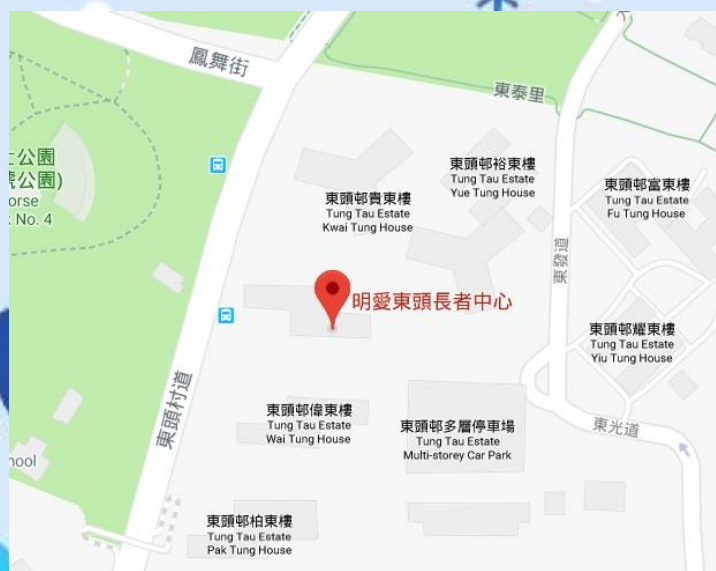 鳳舞街
東泰里
士公園
號公園)
orse
k No. 4
東頭邨貴東樓
Tung Tau Estate
Kwai Tung House
東頭邨裕東樓
Tung Tau Estate
Yue Tung House
東頭邨富東樓
Tung Tau Estate
Fu Tung House
東發道
明愛東頭長者中心
東頭邨耀東樓
Tung Tau Estate
Yiu Tung House
東頭村道
東頭邨偉東樓
Tung Tau Estate
Wai Tung House
東頭邨多層停車場
Tung Tau Estate
Multi-storey Car Park
東光道
hool
東頭邨柏東樓
Tung Tau Estate
Pak Tung House